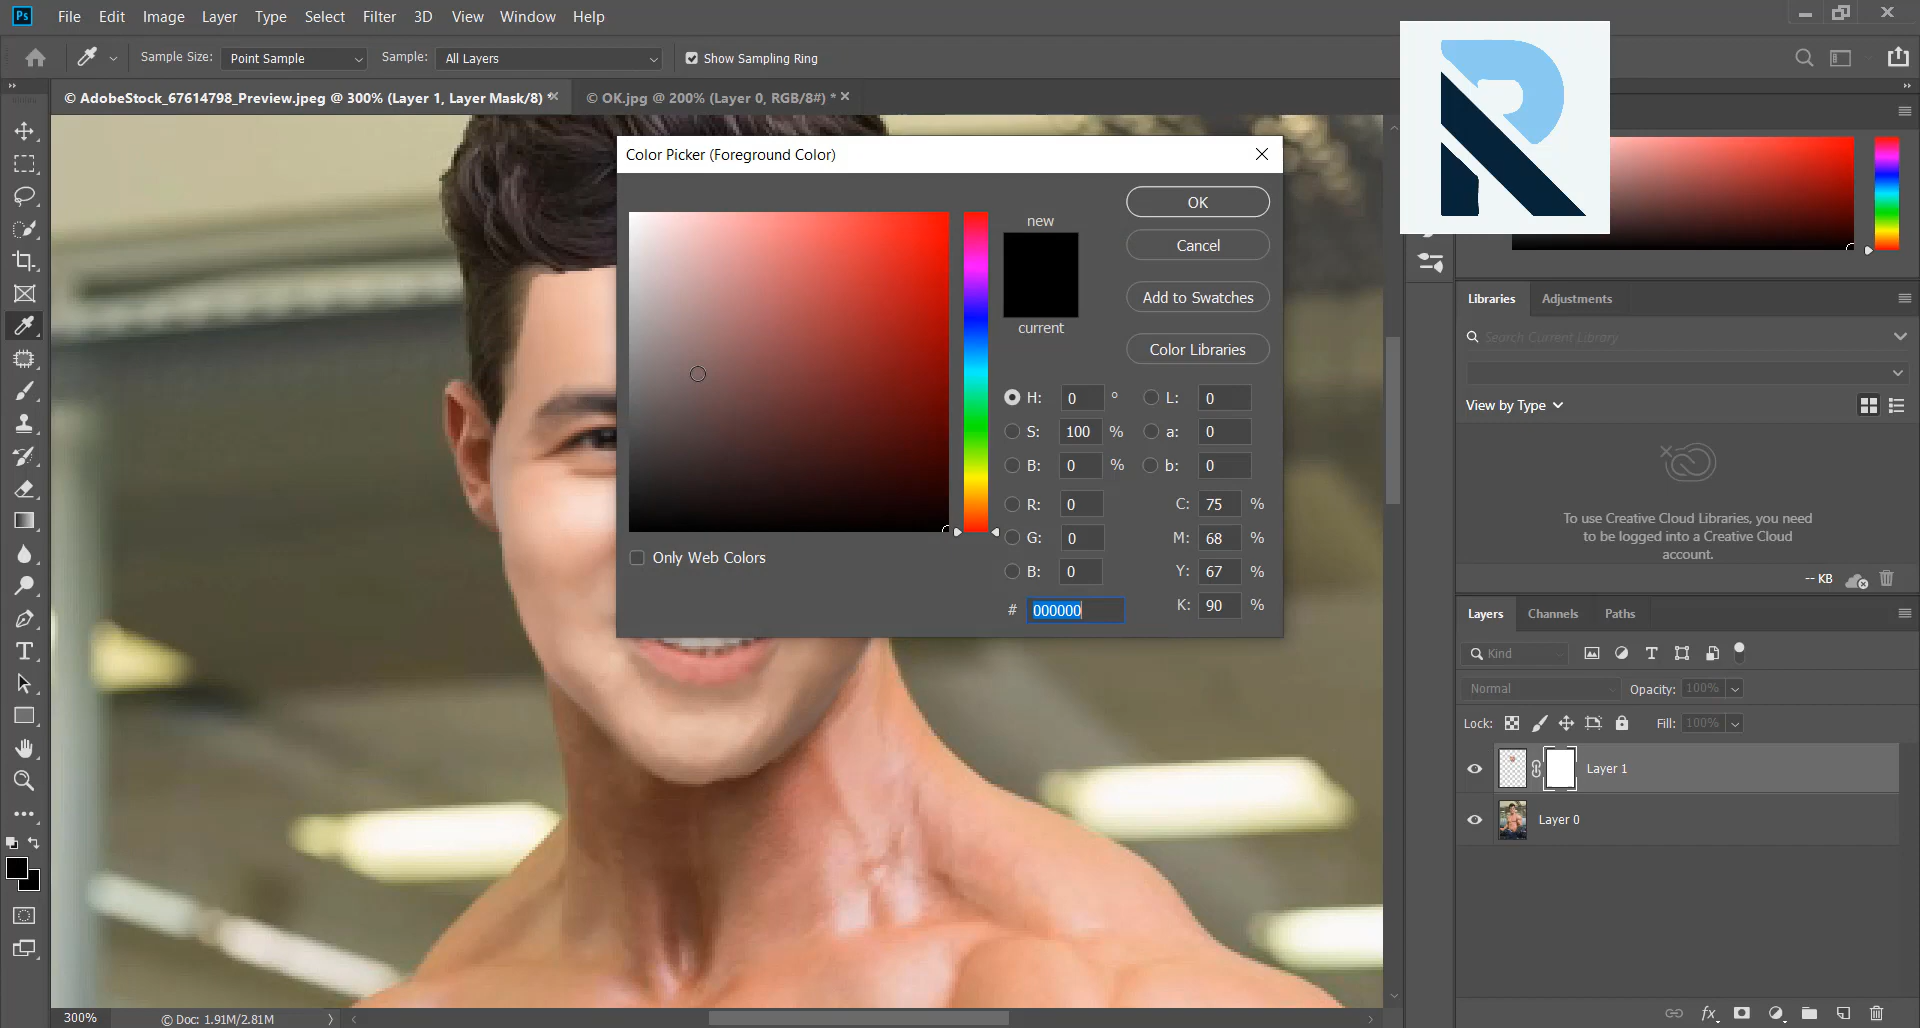 Ps File Edit Image Layer Type Select Filter 3D View Window Help
Sample Size: Point Sample Sample: All Layers Show Sampling Ring
© AdobeStock_67614798_Preview.jpeg @ 300% (Layer 1, Layer Mask/8) * © OK.jpg @ 200% (Layer 0, RGB/8#) *
Color Picker (Foreground Color)
new
current
OK
Cancel
Add to Swatches
Color Libraries
H: 0 ° L: 0
S: 100 % a: 0
B: 0 % b: 0
R: 0 C: 75 %
G: 0 M: 68 %
B: 0 Y: 67 %
# 000000 K: 90 %
Only Web Colors
R
Libraries Adjustments
Search Current Library
View by Type
To use Creative Cloud Libraries, you need
to be logged into a Creative Cloud
account.
-- KB
Layers Channels Paths
Kind
Normal Opacity: 100%
Lock: Fill: 100%
Layer 1
Layer 0
fx
300% © Doc: 1.91M/2.81M